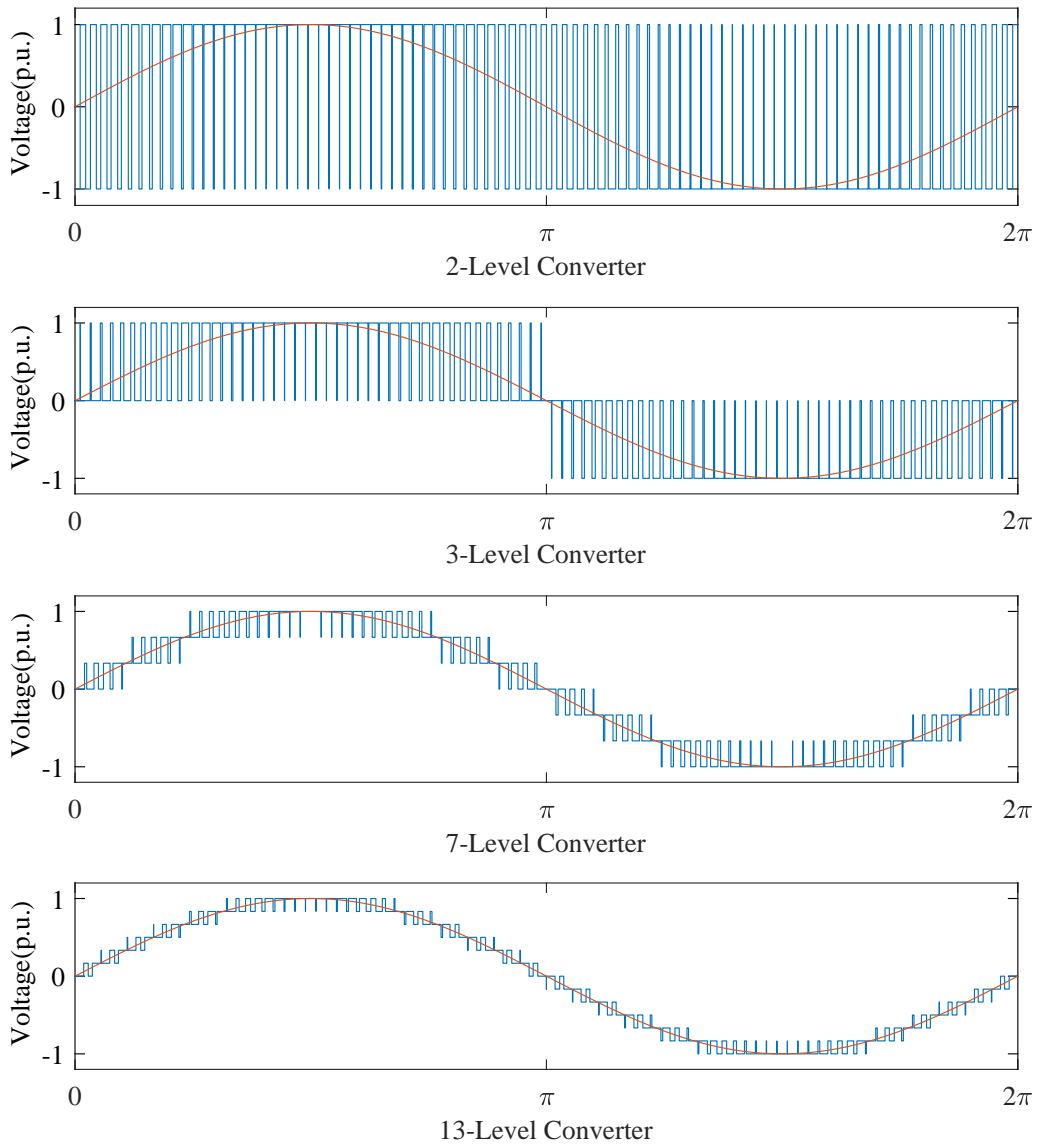 Voltage(p.u.)
1
0
-1
0 π 2π
2-Level Converter
Voltage(p.u.)
1
0
-1
0 π 2π
3-Level Converter
Voltage(p.u.)
1
0
-1
0 π 2π
7-Level Converter
Voltage(p.u.)
1
0
-1
0 π 2π
13-Level Converter